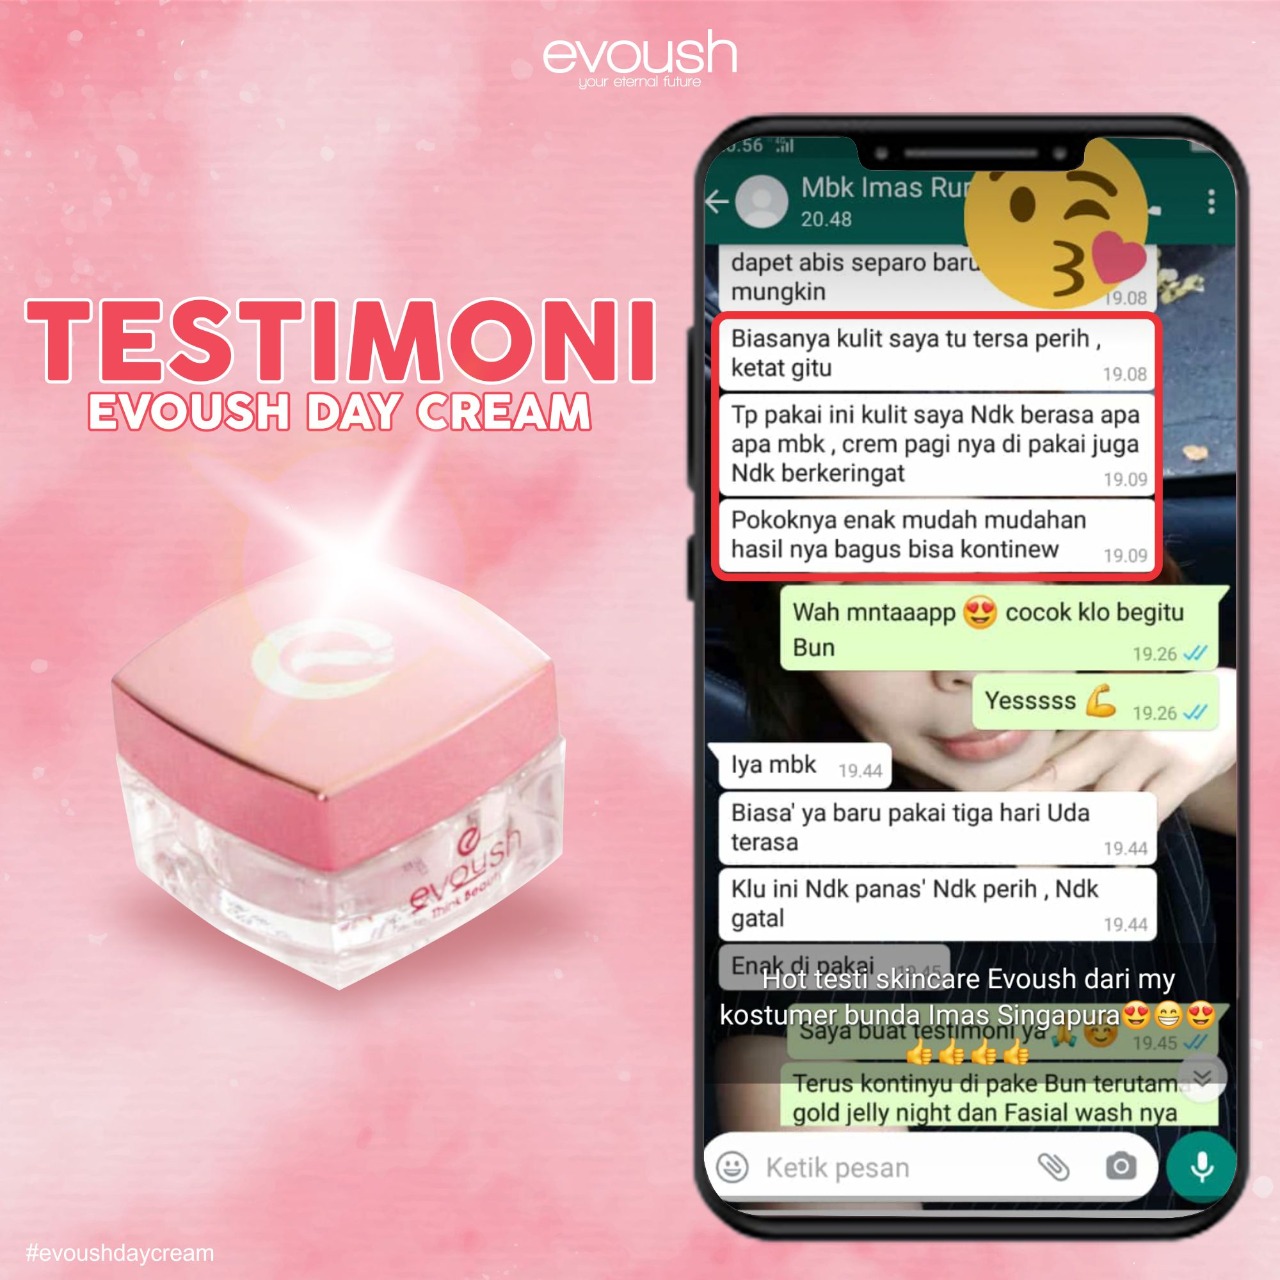 evoush
your eternal future
TESTIMONI
EVOUSH DAY CREAM
evoush
Think Beauty
#evoushdaycream
.56
Mbk Imas Rur
20.48
dapet abis separo baru
mungkin
19.08
Biasanya kulit saya tu tersa perih ,
ketat gitu
19.08
Tp pakai ini kulit saya Ndk berasa apa
apa mbk , crem pagi nya di pakai juga
Ndk berkeringat
19.09
Pokoknya enak mudah mudahan
hasil nya bagus bisa kontinew
19.09
Wah mntaaapp 😍 cocok klo begitu
Bun
19.26
Yesssss 💪
19.26
Iya mbk
19.44
Biasa' ya baru pakai tiga hari Uda
terasa
19.44
Klu ini Ndk panas' Ndk perih , Ndk
gatal
19.44
Enak di pakai
19.45
Hot testi skincare Evoush dari my
kostumer bunda Imas Singapura😍😁😍
👍👍👍👍
Saya buat testimoni ya 🙏😊
19.45
Terus kontinyu di pake Bun terutama
gold jelly night dan Fasial wash nya
Ketik pesan